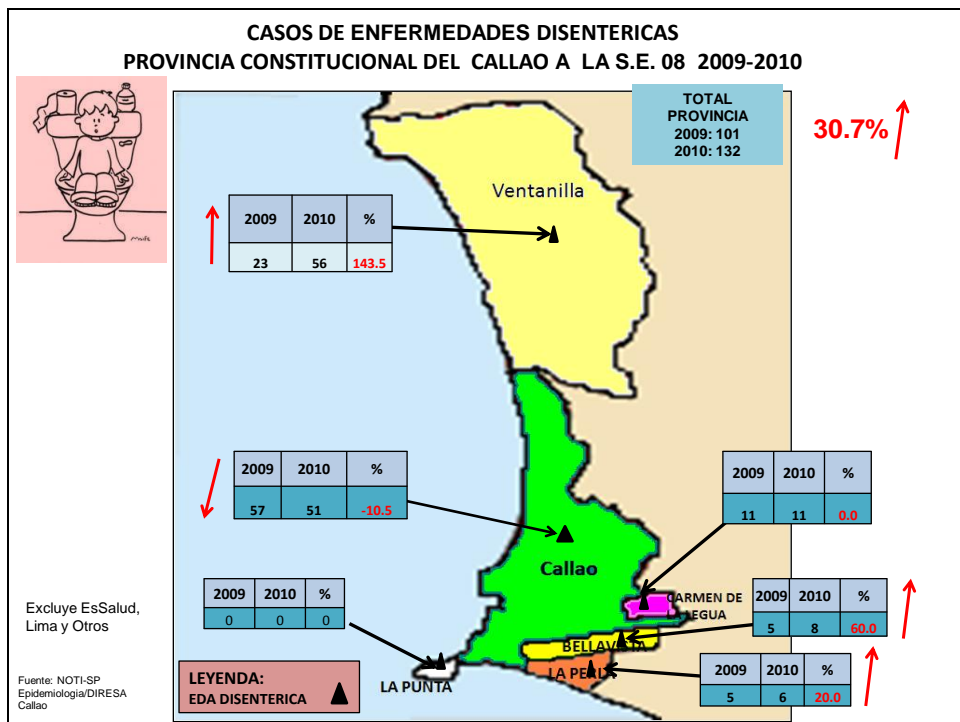 CASOS DE ENFERMEDADES DISENTERICAS
PROVINCIA CONSTITUCIONAL DEL CALLAO A LA S.E. 08 2009-2010
TOTAL
PROVINCIA
2009: 101
2010: 132
30.7%
Ventanilla
2009 2010 %
23 56 143.5
2009 2010 %
57 51 -10.5
2009 2010 %
11 11 0.0
Callao
2009 2010 %
0 0 0
CARMEN DE
LA LEGUA
2009 2010 %
5 8 60.0
BELLAVISTA
LA PERLA
2009 2010 %
5 6 20.0
LA PUNTA
Excluye EsSalud,
Lima y Otros
LEYENDA:
EDA DISENTERICA
Fuente: NOTI-SP
Epidemiologia/DIRESA
Callao